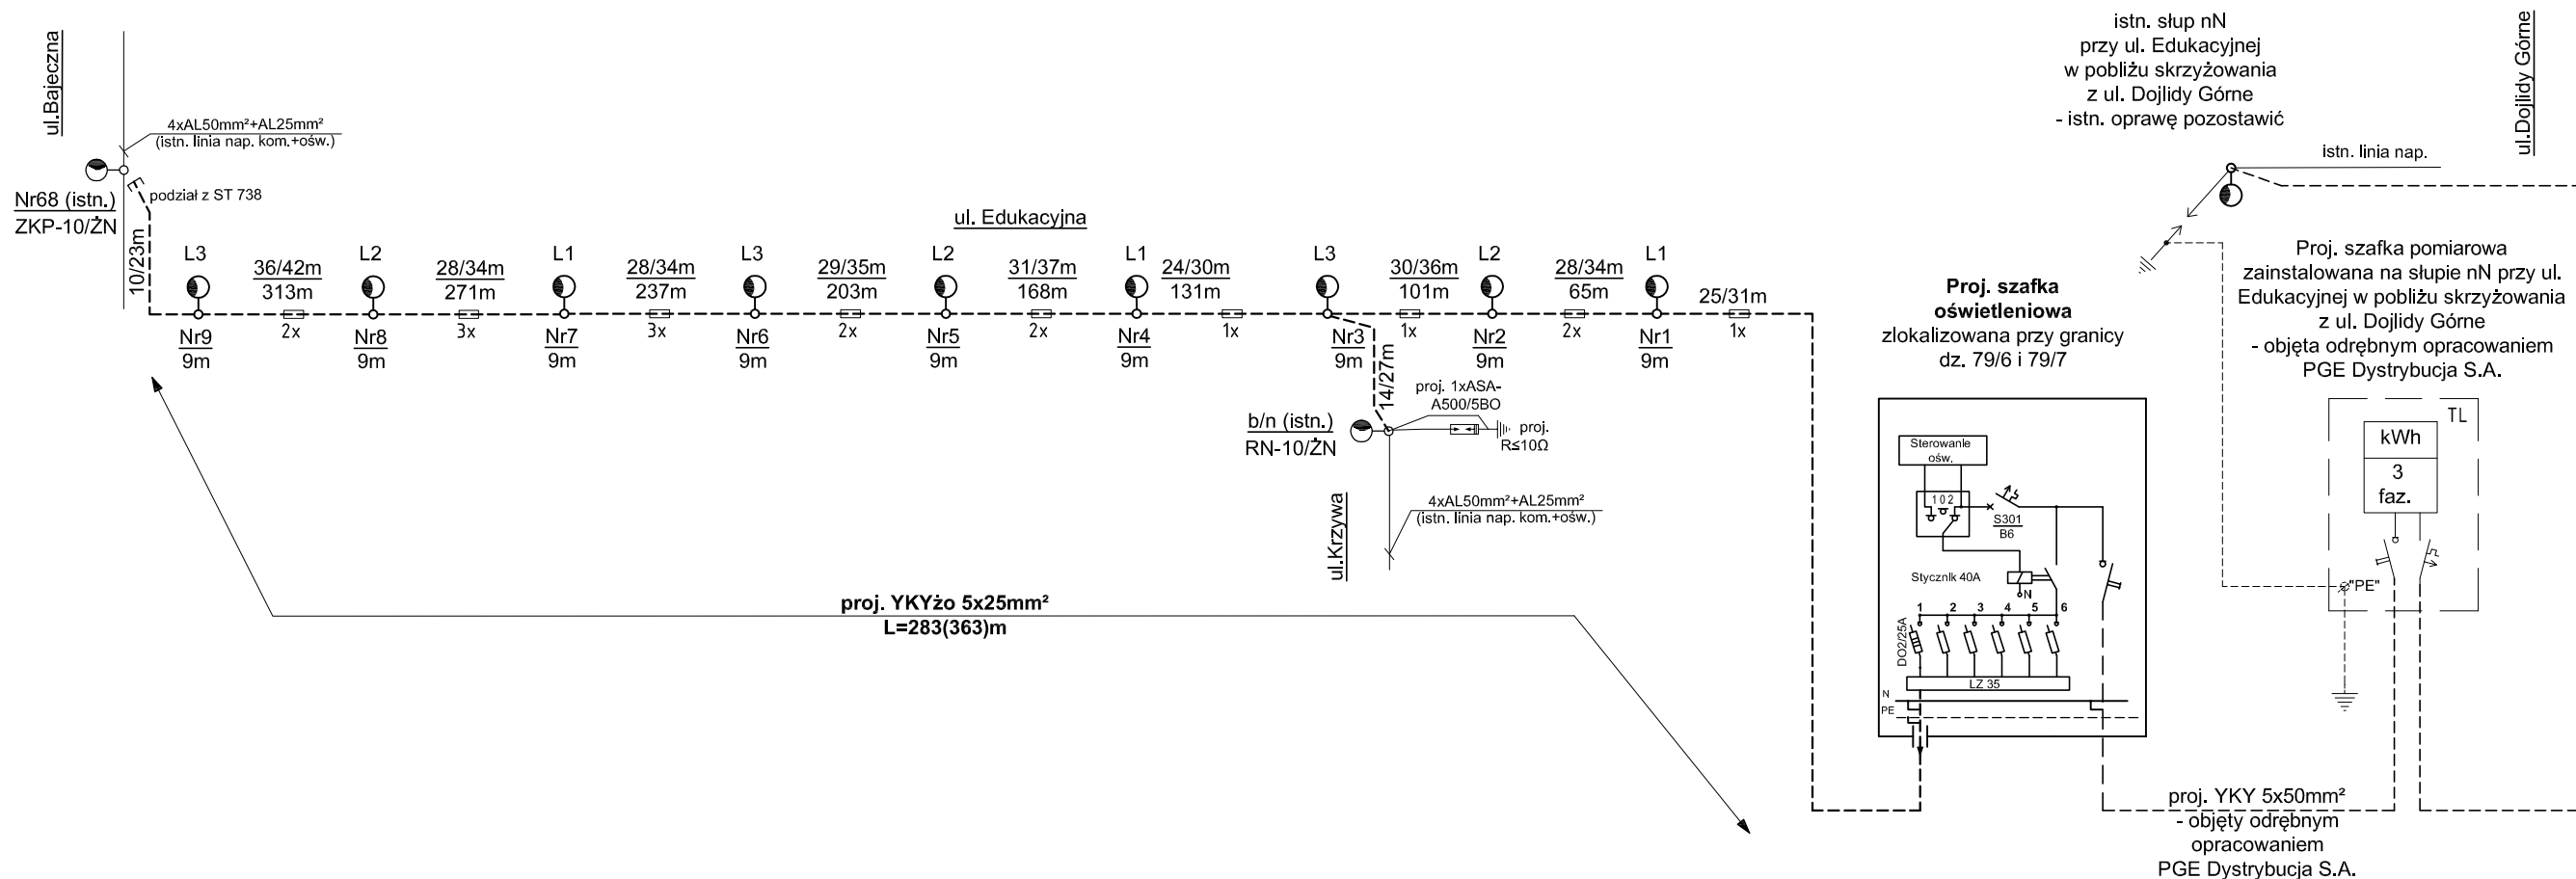 ul.Bajeczna
4xAL50mm²+AL25mm²
(istn. linia nap. kom.+ośw.)
Nr68 (istn.)
ZKP-10/ŻN
podział z ST 738
10/23m
ul. Edukacyjna
L3
36/42m
313m
L2
28/34m
271m
L1
28/34m
237m
L3
29/35m
203m
L2
31/37m
168m
L1
24/30m
131m
L3
30/36m
101m
L2
28/34m
65m
L1
25/31m
Nr9
9m
2x
Nr8
9m
3x
Nr7
9m
3x
Nr6
9m
2x
Nr5
9m
2x
Nr4
9m
1x
Nr3
9m
1x
Nr2
9m
2x
Nr1
9m
1x
14/27m
proj. 1xASA-
A500/5BO
b/n (istn.)
RN-10/ŻN
proj.
R≤10Ω
ul.Krzywa
4xAL50mm²+AL25mm²
(istn. linia nap. kom.+ośw.)
proj. YKYżo 5x25mm²
L=283(363)m
istn. słup nN
przy ul. Edukacyjnej
w pobliżu skrzyżowania
z ul. Dojlidy Górne
- istn. oprawę pozostawić
ul.Dojlidy Górne
istn. linia nap.
Proj. szafka
oświetleniowa
zlokalizowana przy granicy
dz. 79/6 i 79/7
Proj. szafka pomiarowa
zainstalowana na słupie nN przy ul.
Edukacyjnej w pobliżu skrzyżowania
z ul. Dojlidy Górne
- objęta odrębnym opracowaniem
PGE Dystrybucja S.A.
Sterowanie
ośw.
1 0 2
S301
B6
Stycznik 40A
N
1 2 3 4 5 6
DO2/25A
LZ 35
N
PE
TL
kWh
3
faz.
"PE"
proj. YKY 5x50mm²
- objęty odrębnym
opracowaniem
PGE Dystrybucja S.A.